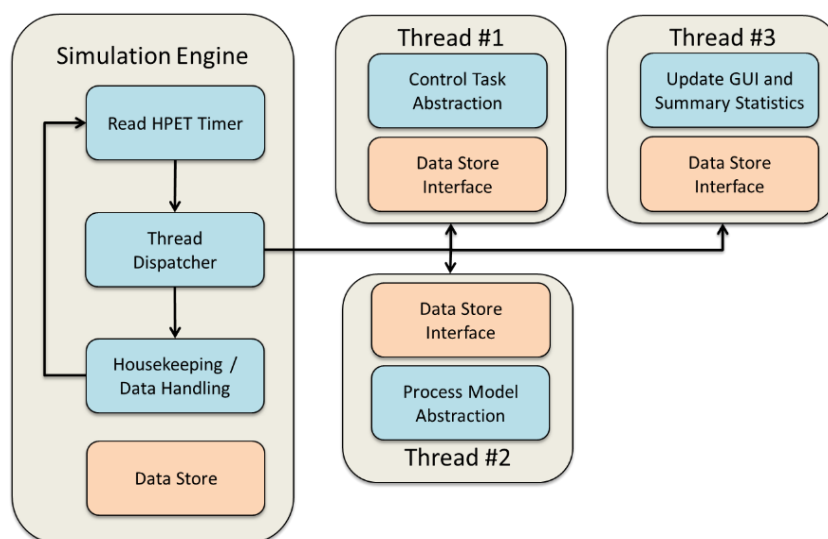 Simulation Engine
Read HPET Timer
Thread
Dispatcher
Housekeeping /
Data Handling
Data Store
Thread #1
Control Task
Abstraction
Data Store
Interface
Data Store
Interface
Process Model
Abstraction
Thread #2
Thread #3
Update GUI and
Summary Statistics
Data Store
Interface